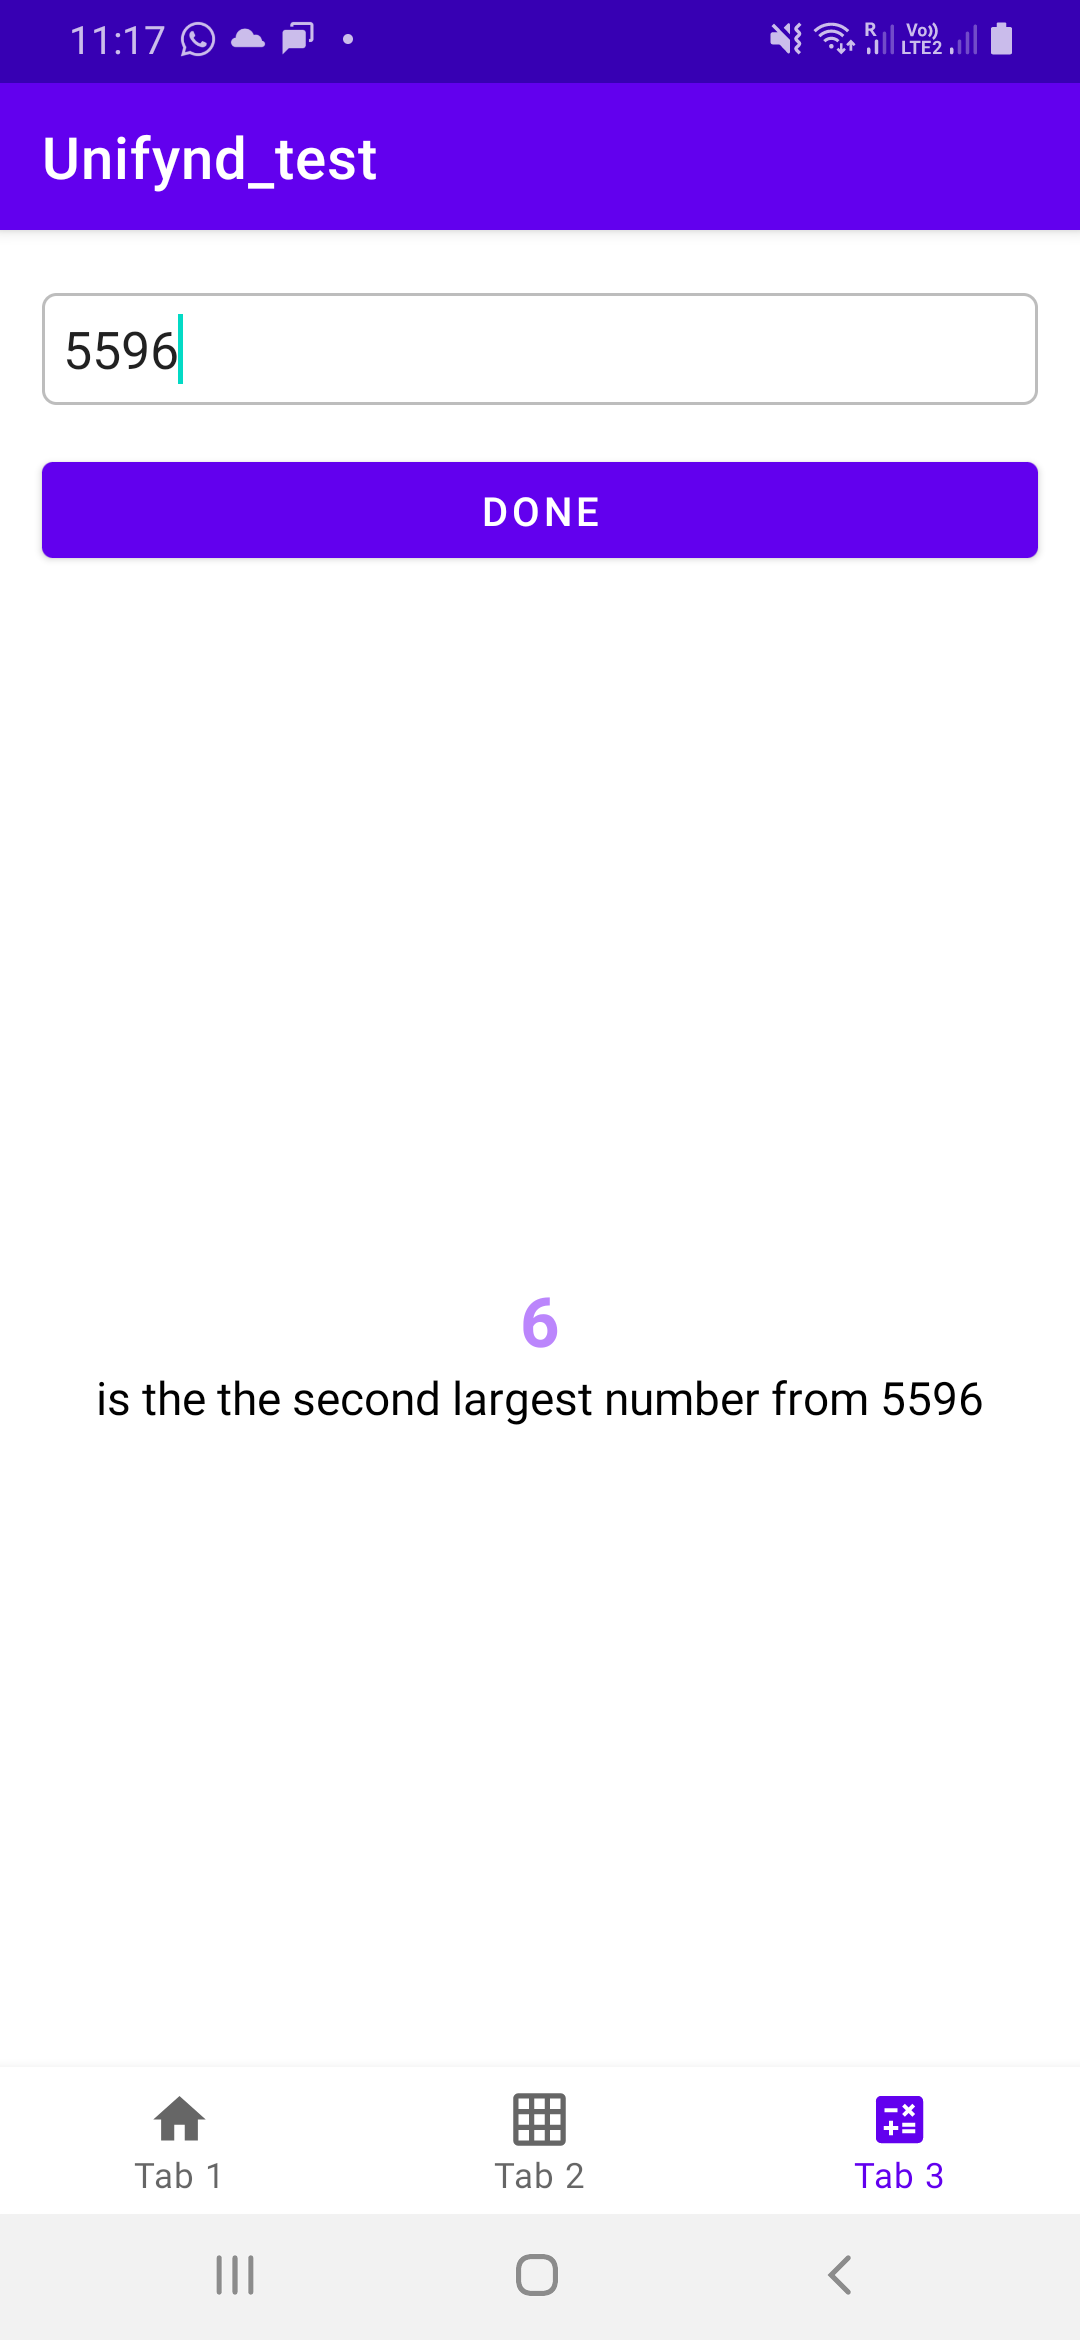 11:17 R Vo)) LTE2
Unifynd_test
5596
DONE
6
is the the second largest number from 5596
Tab 1 Tab 2 Tab 3